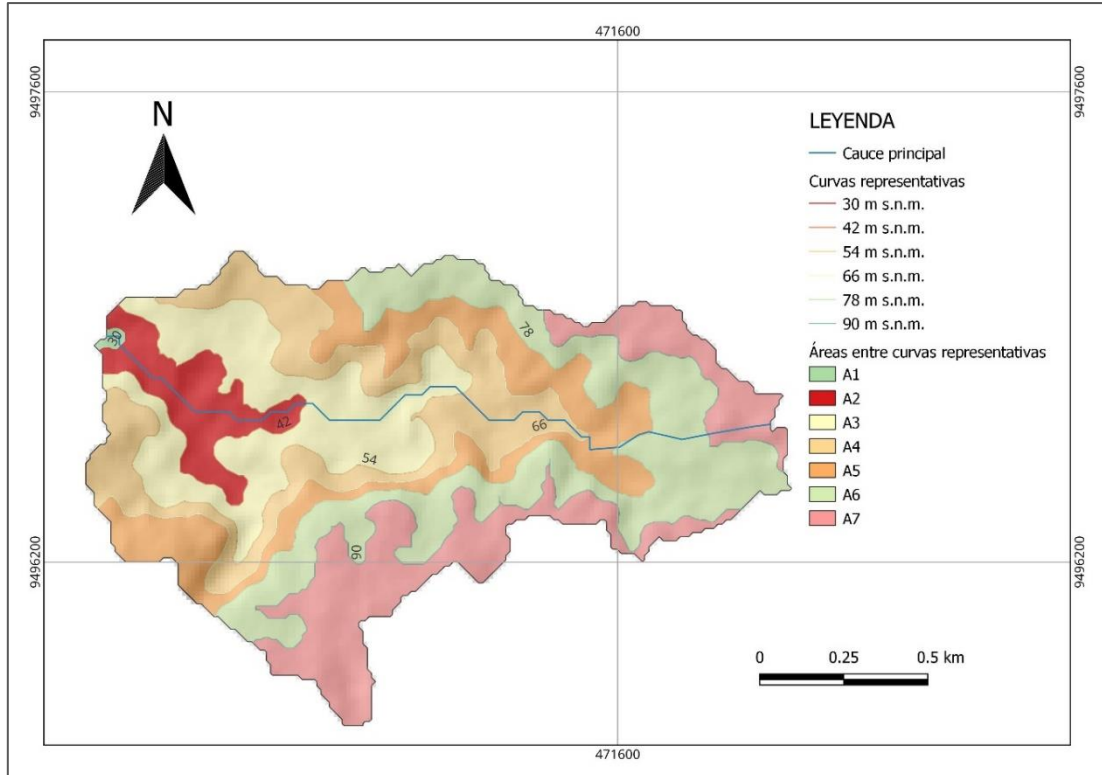 471600
9497600
9497600
N
LEYENDA
Cauce principal
Curvas representativas
30 m s.n.m.
42 m s.n.m.
54 m s.n.m.
66 m s.n.m.
78 m s.n.m.
90 m s.n.m.
Áreas entre curvas representativas
A1
A2
A3
A4
A5
A6
A7
30
78
42
66
54
90
9496200
9496200
0
0.25
0.5 km
471600